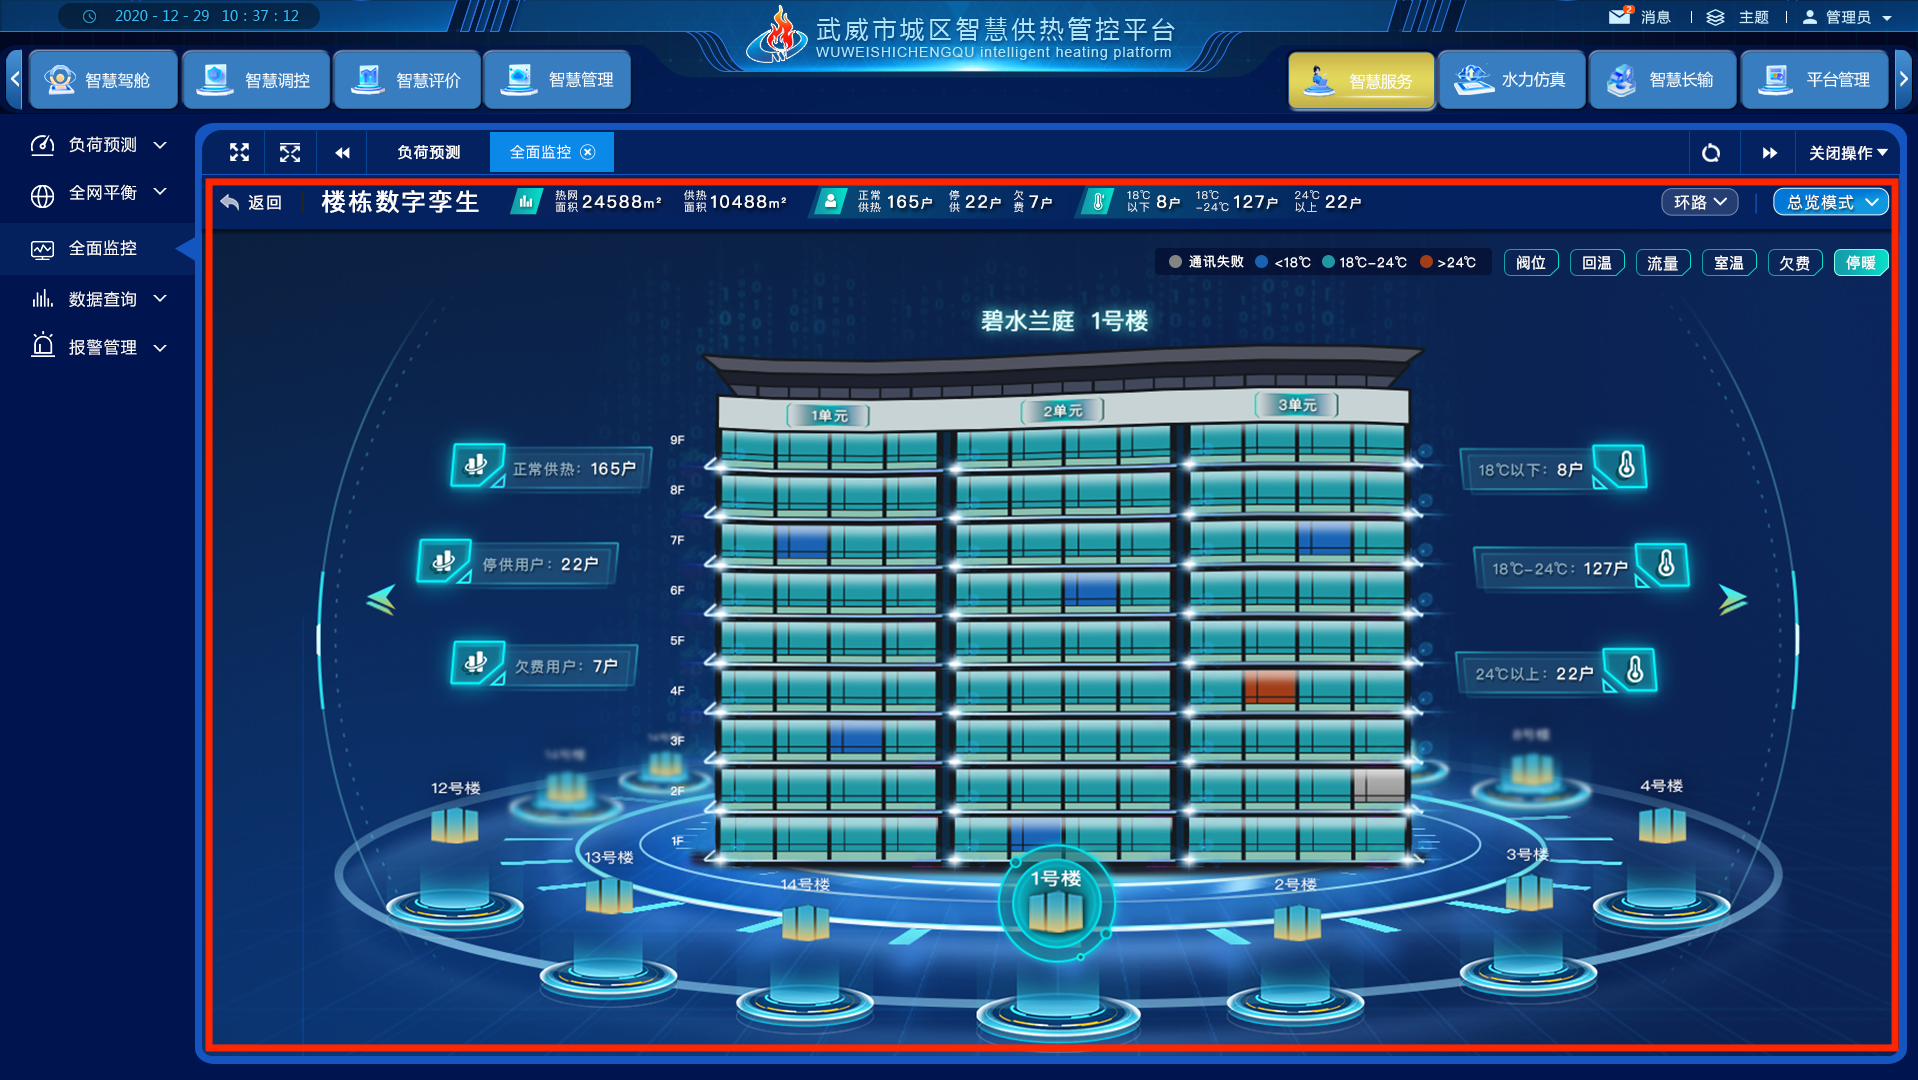 2020 - 12 - 29 10 : 37 : 12
武威市城区智慧供热管控平台
WUWEISHICHENGQU intelligent heating platform
2
消息
主题
管理员
智慧驾舱
智慧调控
智慧评价
智慧管理
智慧服务
水力仿真
智慧长输
平台管理
负荷预测
全网平衡
全面监控
数据查询
报警管理
负荷预测
全面监控
关闭操作
返回
楼栋数字孪生
热网面积 24588m²
供热面积 10488m²
正常供热 165户
停供 22户
欠费 7户
18℃以下 8户
18℃-24℃ 127户
24℃以上 22户
环路
总览模式
通讯失败
<18℃
18℃-24℃
>24℃
阀位
回温
流量
室温
欠费
停暖
碧水兰庭 1号楼
1单元
2单元
3单元
9F
8F
7F
6F
5F
4F
3F
2F
1F
正常供热：165户
停供用户：22户
欠费用户：7户
18℃以下：8户
18℃-24℃：127户
24℃以上：22户
8号楼
12号楼
4号楼
13号楼
3号楼
14号楼
1号楼
2号楼